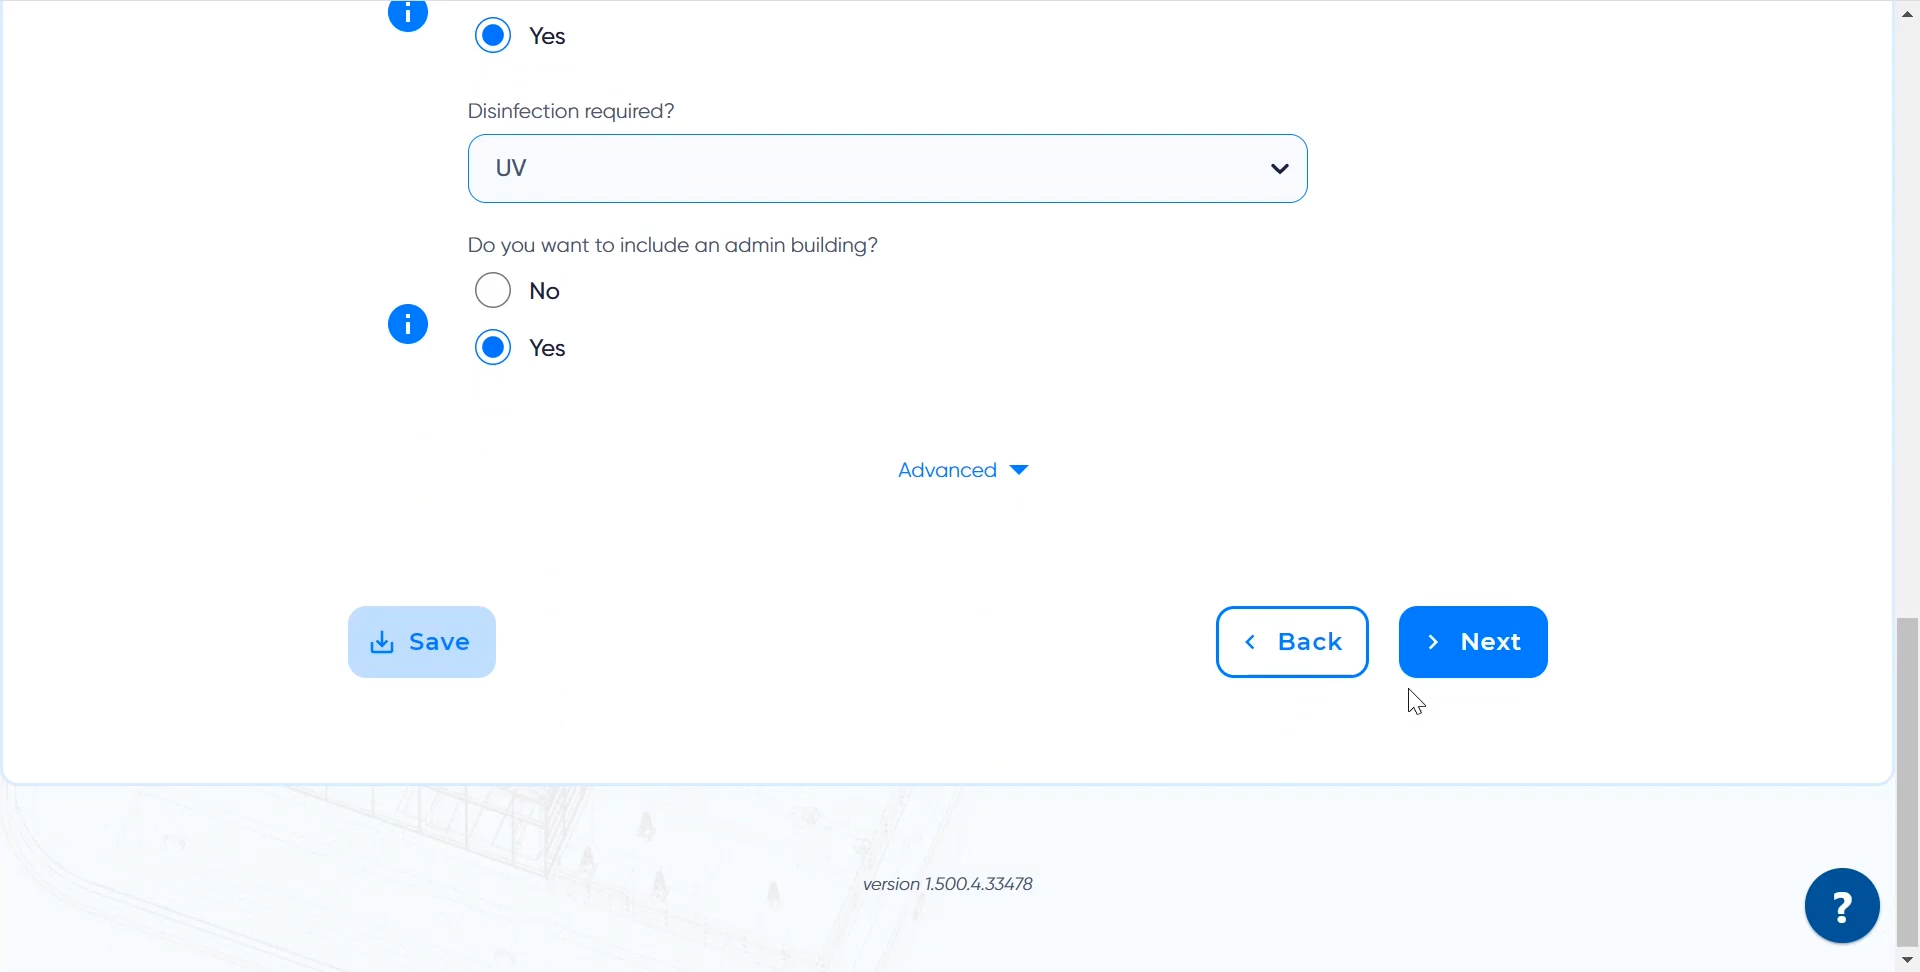 Yes
Disinfection required?
UV
Do you want to include an admin building?
No
Yes
Advanced
Save
Back
Next
version 1.500.4.33478
?